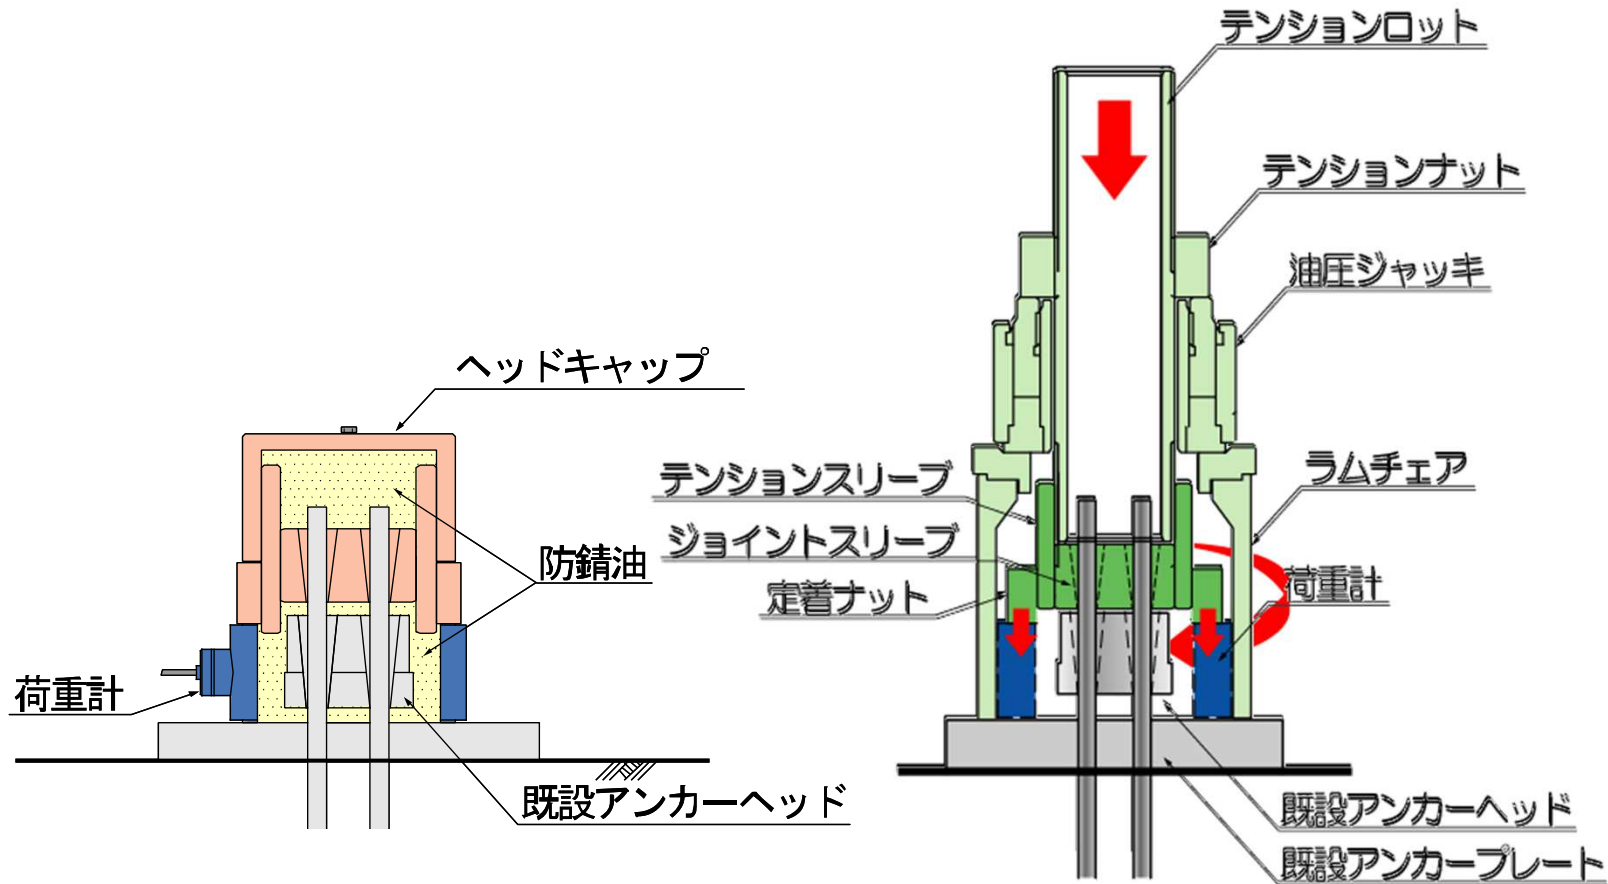 ヘッドキャップ
防錆油
荷重計
既設アンカーヘッド
テンションロット
テンションナット
油圧ジャッキ
ラムチェア
テンションスリーブ
ジョイントスリーブ
定着ナット
荷重計
既設アンカーヘッド
既設アンカープレート